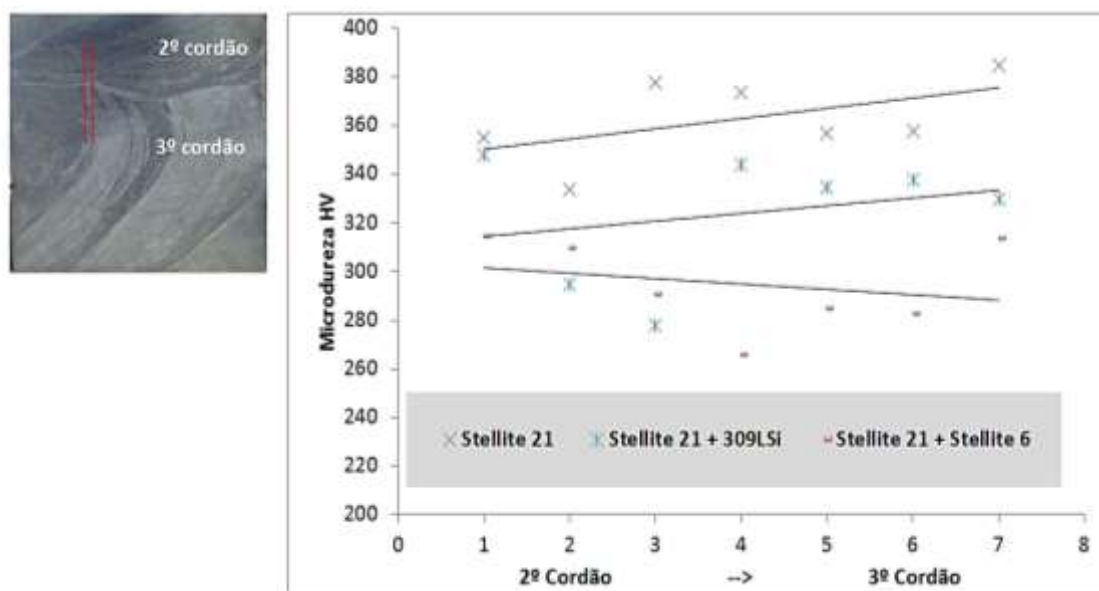 2º cordão
3º cordão
Microdureza HV
400
380
360
340
320
300
280
260
240
220
200
Stellite 21
Stellite 21 + 309LSi
Stellite 21 + Stellite 6
0 1 2 3 4 5 6 7 8
2º Cordão --> 3º Cordão